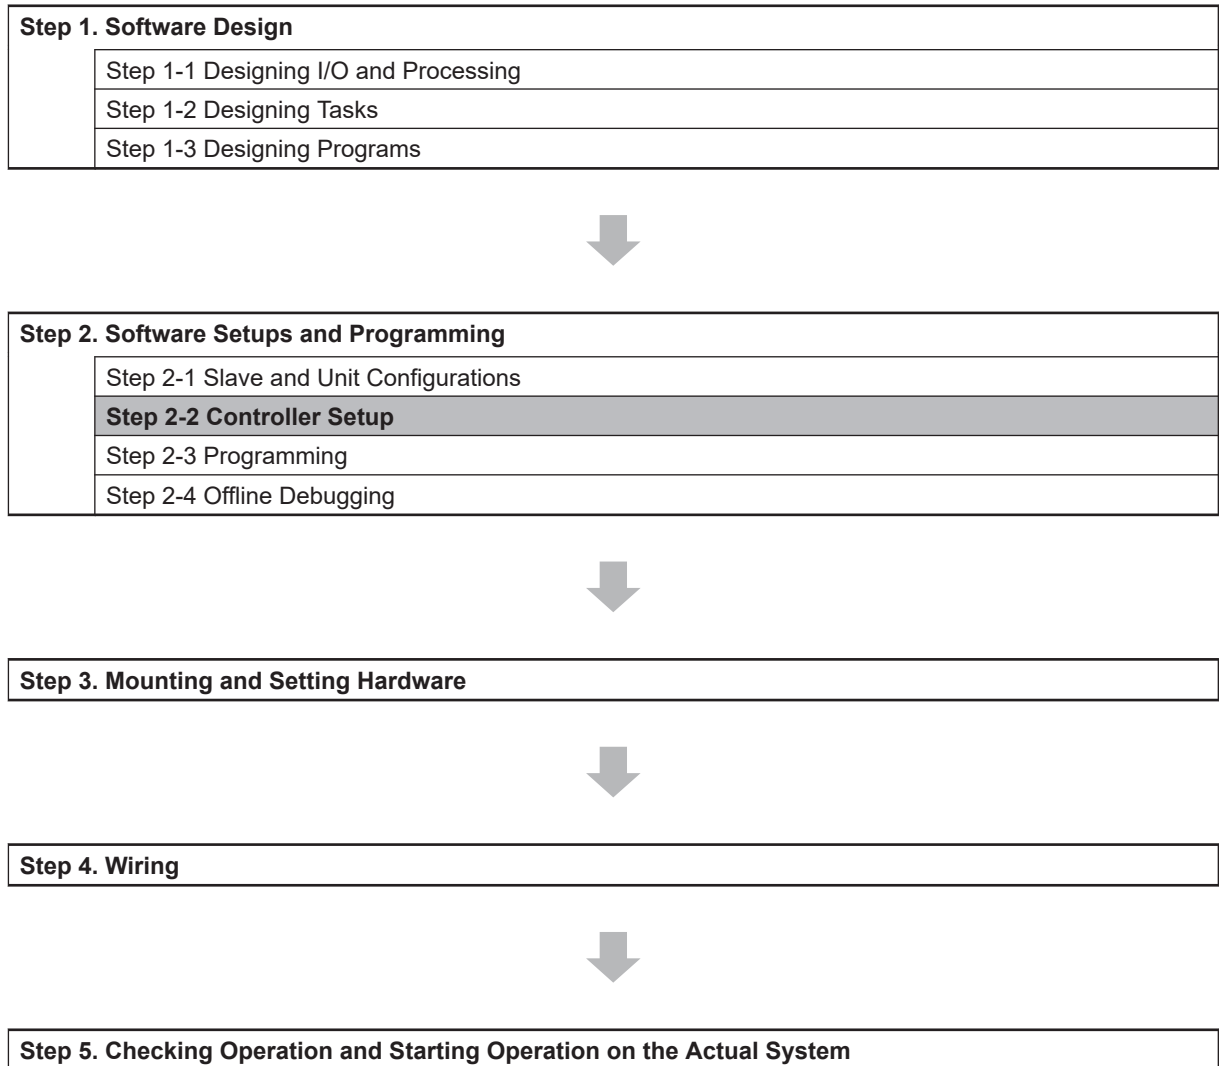 Step 1. Software Design
Step 1-1 Designing I/O and Processing
Step 1-2 Designing Tasks
Step 1-3 Designing Programs
Step 2. Software Setups and Programming
Step 2-1 Slave and Unit Configurations
Step 2-2 Controller Setup
Step 2-3 Programming
Step 2-4 Offline Debugging
Step 3. Mounting and Setting Hardware
Step 4. Wiring
Step 5. Checking Operation and Starting Operation on the Actual System